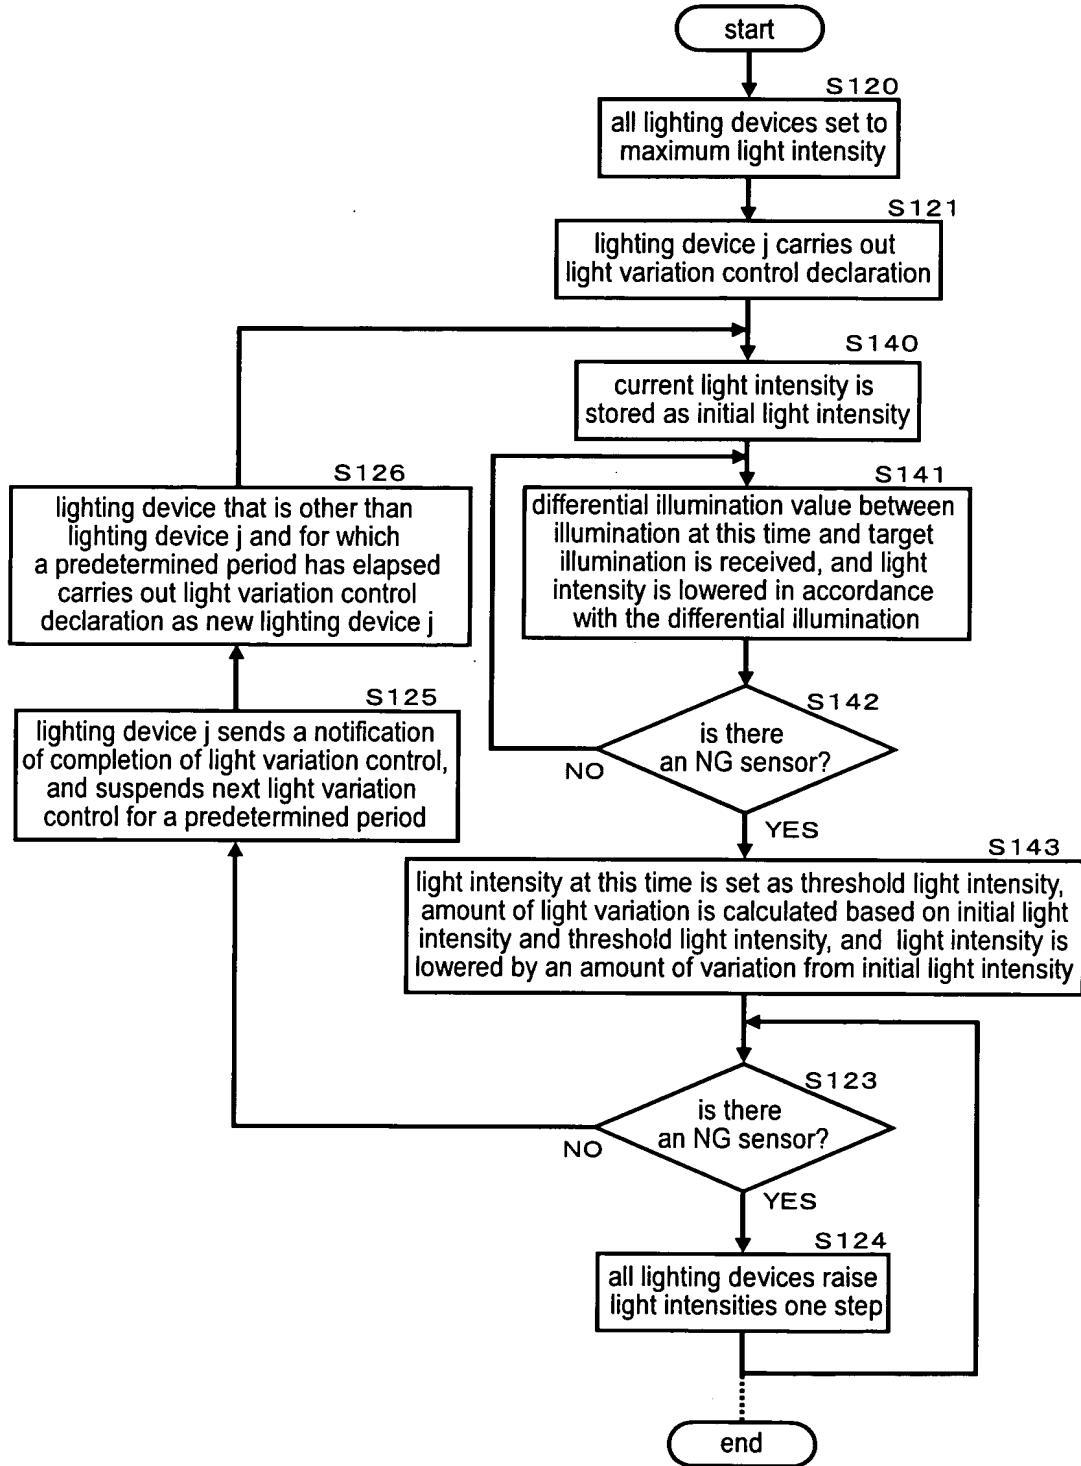 start
S120
all lighting devices set to
maximum light intensity
S121
lighting device j carries out
light variation control declaration
S140
current light intensity is
stored as initial light intensity
S141
differential illumination value between
illumination at this time and target
illumination is received, and light
intensity is lowered in accordance
with the differential illumination
S142
is there
an NG sensor?
NO
YES
S143
light intensity at this time is set as threshold light intensity,
amount of light variation is calculated based on initial light
intensity and threshold light intensity, and light intensity is
lowered by an amount of variation from initial light intensity
S123
is there
an NG sensor?
NO
YES
S124
all lighting devices raise
light intensities one step
end
S125
lighting device j sends a notification
of completion of light variation control,
and suspends next light variation
control for a predetermined period
S126
lighting device that is other than
lighting device j and for which
a predetermined period has elapsed
carries out light variation control
declaration as new lighting device j